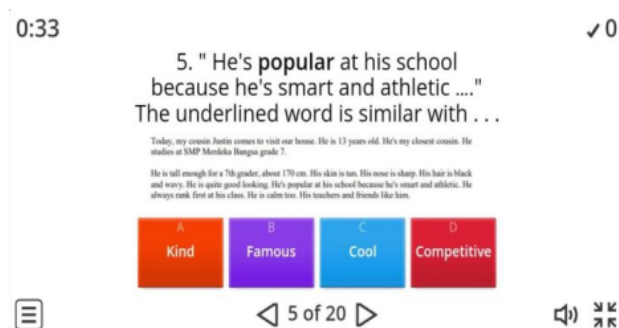 0:33
✓ 0
5. " He's popular at his school
because he's smart and athletic ...."
The underlined word is similar with . . .
Today, my cousin Justin comes to visit our house. He is 13 years old. He's my closest cousin. He
studies at SMP Merdeka Bangsa grade 7.
He is tall enough for a 7th grader, about 170 cm. His skin is tan. His nose is sharp. His hair is black
and wavy. He is quite good looking. He's popular at his school because he's smart and athletic. He
always rank first at his class. He is calm too. His teachers and friends like him.
A
Kind
B
Famous
C
Cool
D
Competitive
5 of 20